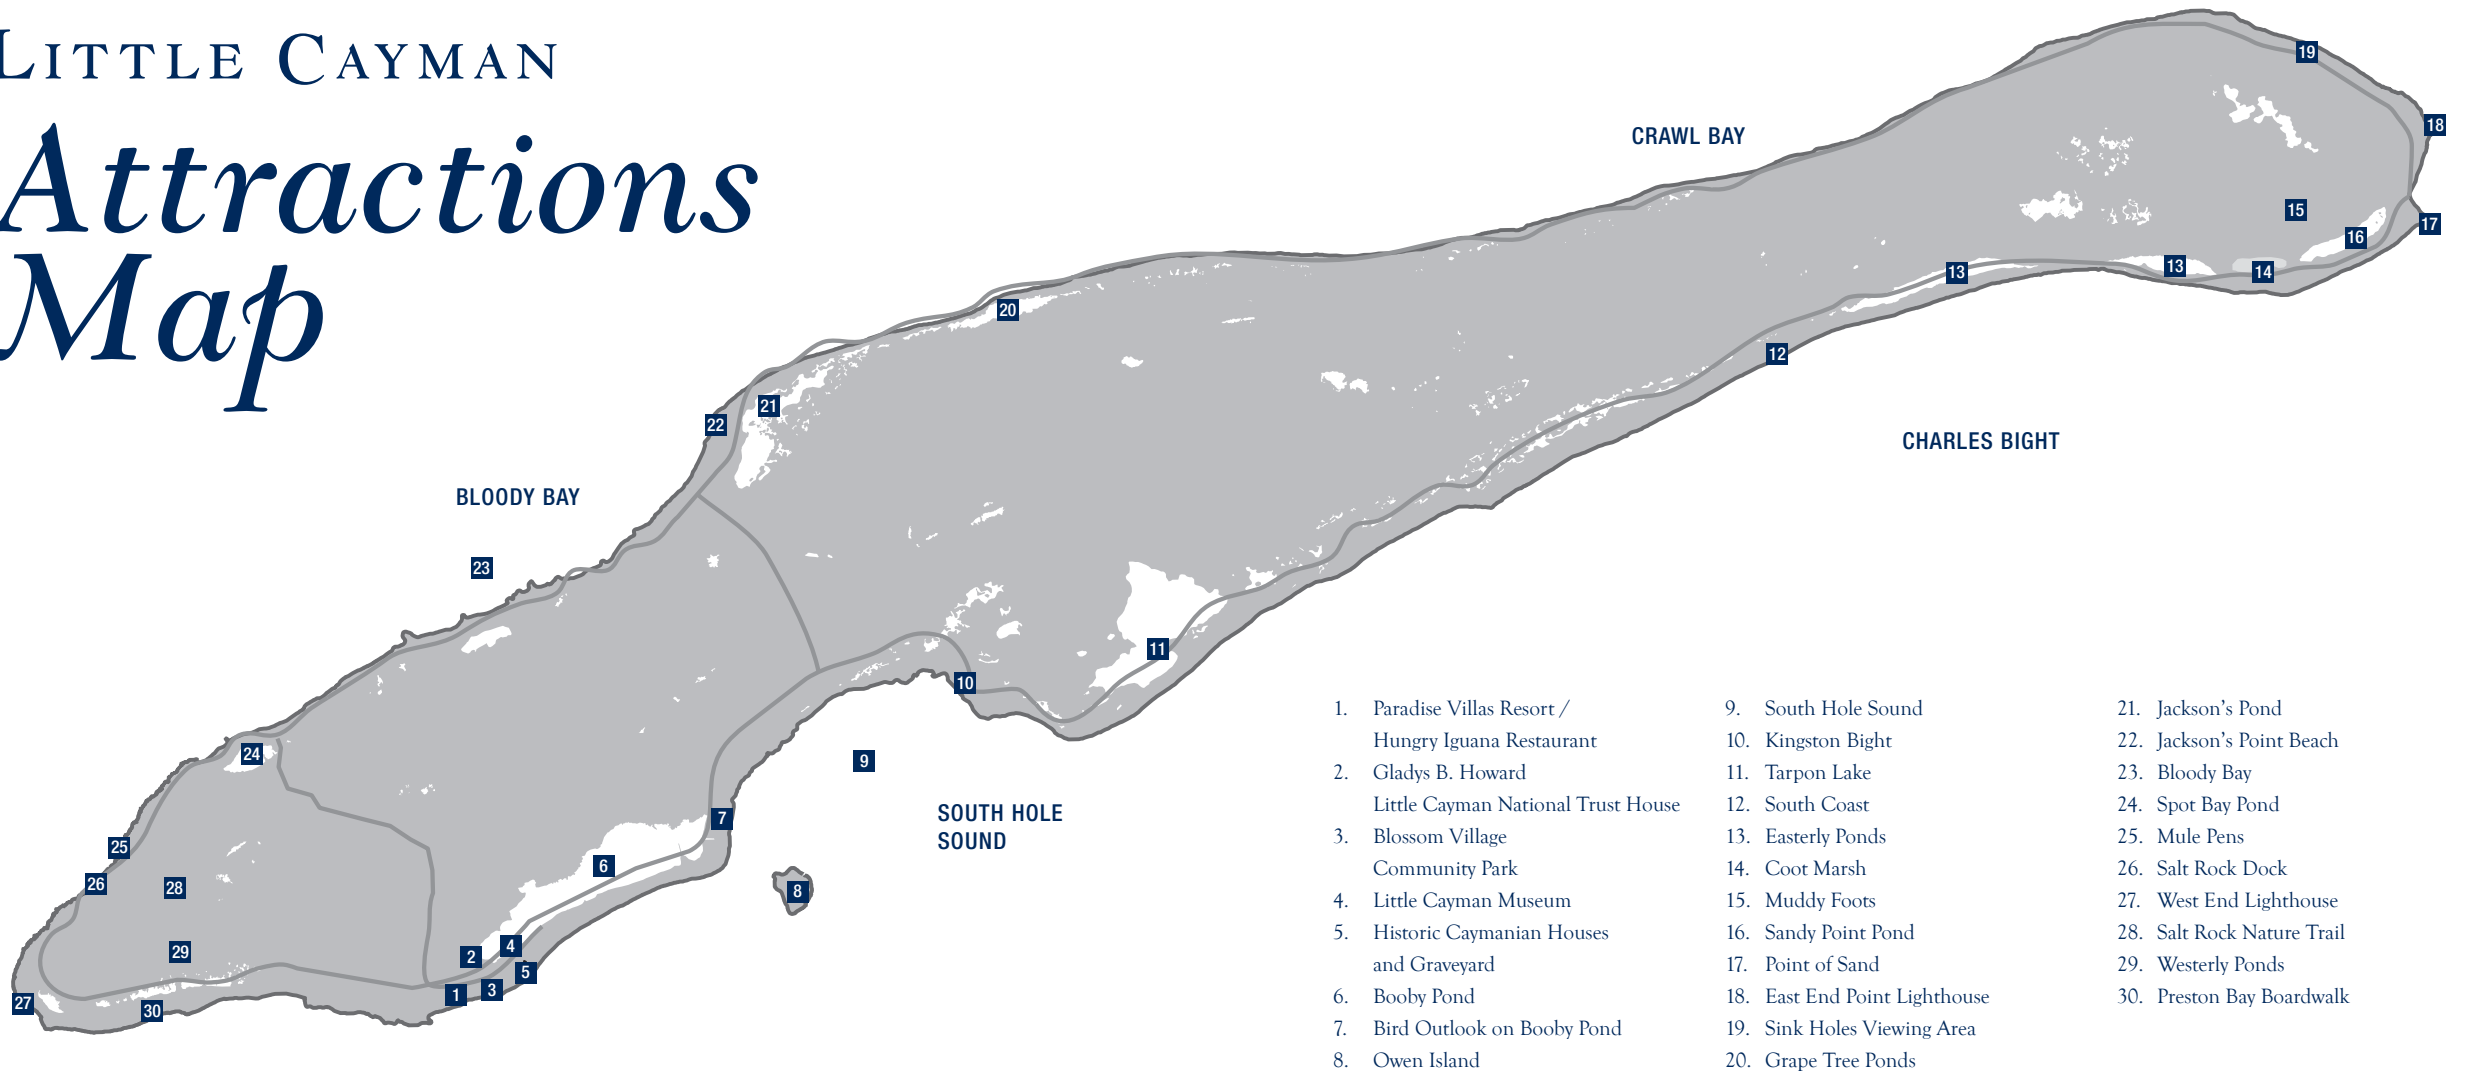 LITTLE CAYMAN
Attractions
Map
CRAWL BAY
CHARLES BIGHT
BLOODY BAY
SOUTH HOLE
SOUND
19
18
15
17
16
13
13
14
20
12
21
22
23
11
10
24
9
7
25
6
26
28
8
29
4
2
5
3
1
27
30
1. Paradise Villas Resort /
Hungry Iguana Restaurant
2. Gladys B. Howard
Little Cayman National Trust House
3. Blossom Village
Community Park
4. Little Cayman Museum
5. Historic Caymanian Houses
and Graveyard
6. Booby Pond
7. Bird Outlook on Booby Pond
8. Owen Island
9. South Hole Sound
10. Kingston Bight
11. Tarpon Lake
12. South Coast
13. Easterly Ponds
14. Coot Marsh
15. Muddy Foots
16. Sandy Point Pond
17. Point of Sand
18. East End Point Lighthouse
19. Sink Holes Viewing Area
20. Grape Tree Ponds
21. Jackson's Pond
22. Jackson's Point Beach
23. Bloody Bay
24. Spot Bay Pond
25. Mule Pens
26. Salt Rock Dock
27. West End Lighthouse
28. Salt Rock Nature Trail
29. Westerly Ponds
30. Preston Bay Boardwalk